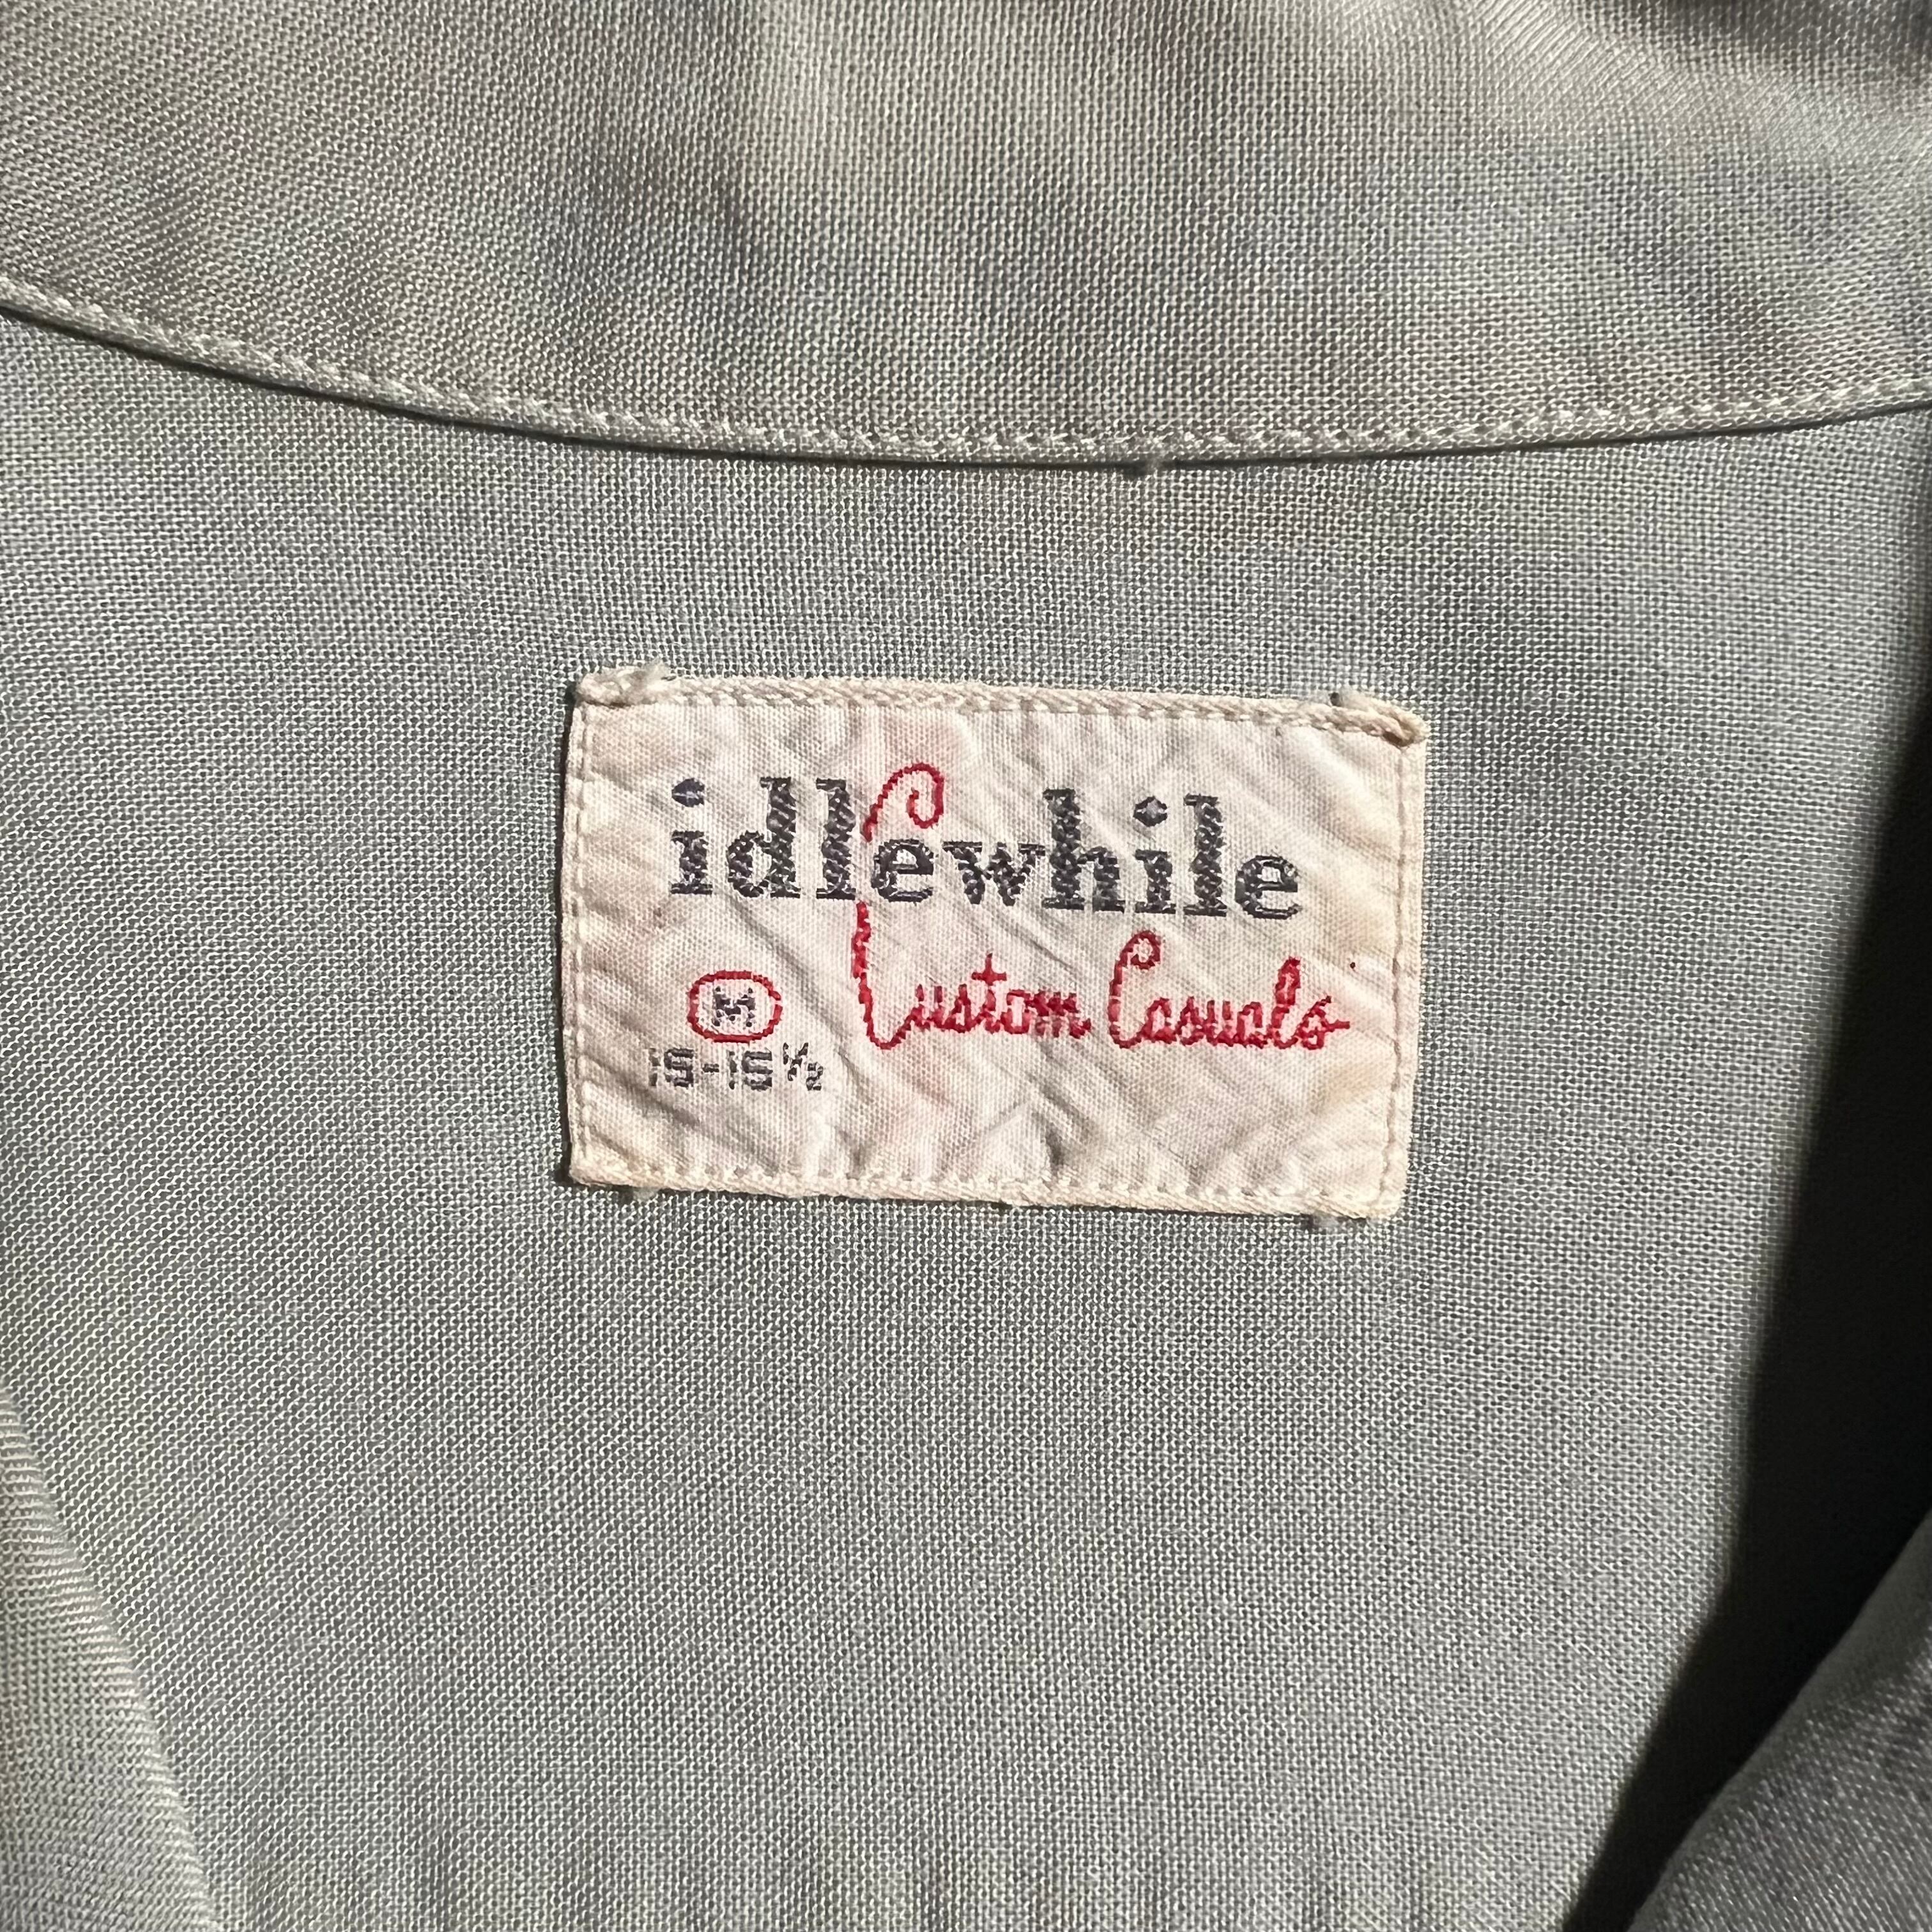 idlewhile
Custom Casuals
M
15-15½